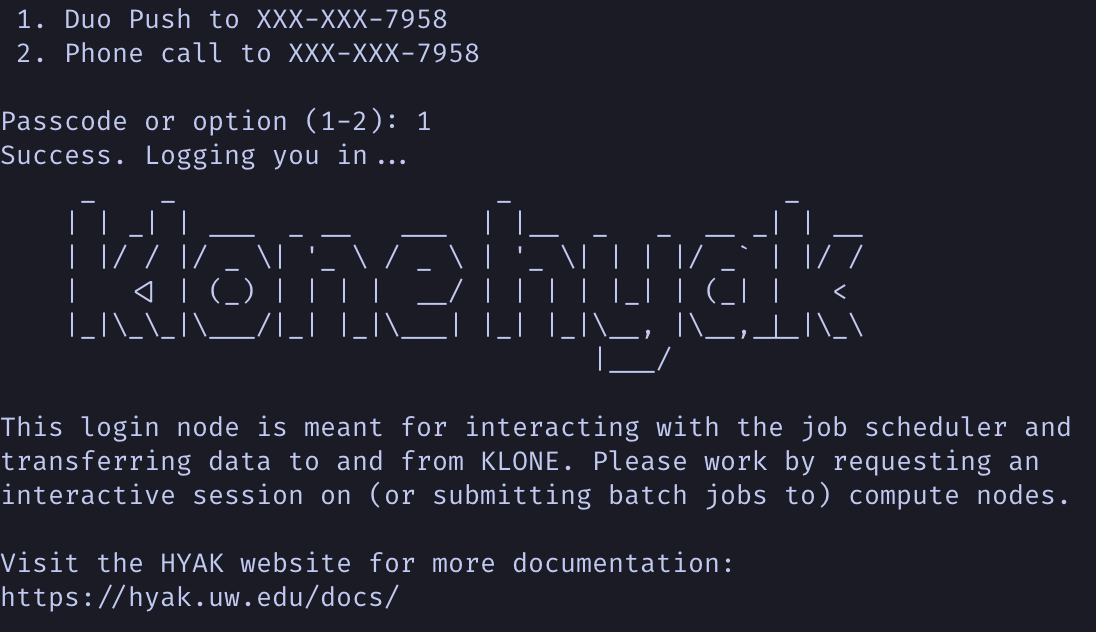 1. Duo Push to XXX-XXX-7958
2. Phone call to XXX-XXX-7958
Passcode or option (1-2): 1
Success. Logging you in...
klone hyak
This login node is meant for interacting with the job scheduler and
transferring data to and from KLONE. Please work by requesting an
interactive session on (or submitting batch jobs to) compute nodes.
Visit the HYAK website for more documentation:
https://hyak.uw.edu/docs/